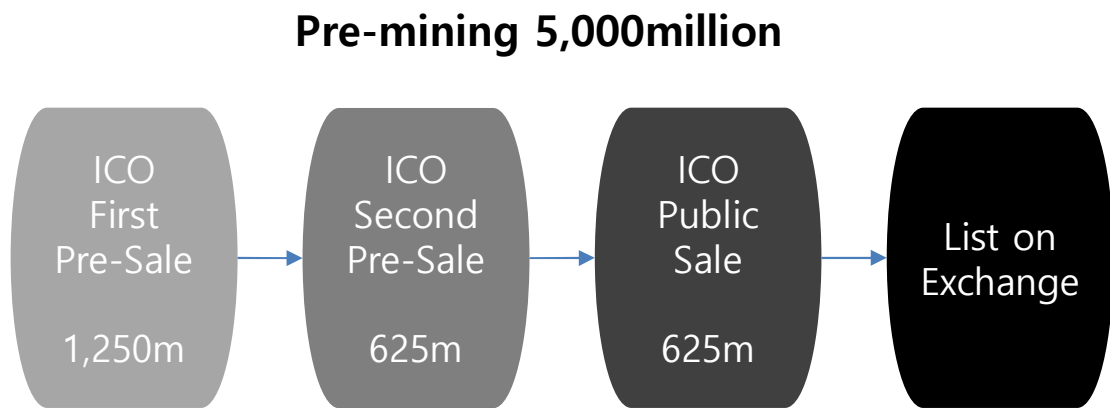 Pre-mining 5,000million
ICO
First
Pre-Sale
1,250m
ICO
Second
Pre-Sale
625m
ICO
Public
Sale
625m
List on
Exchange